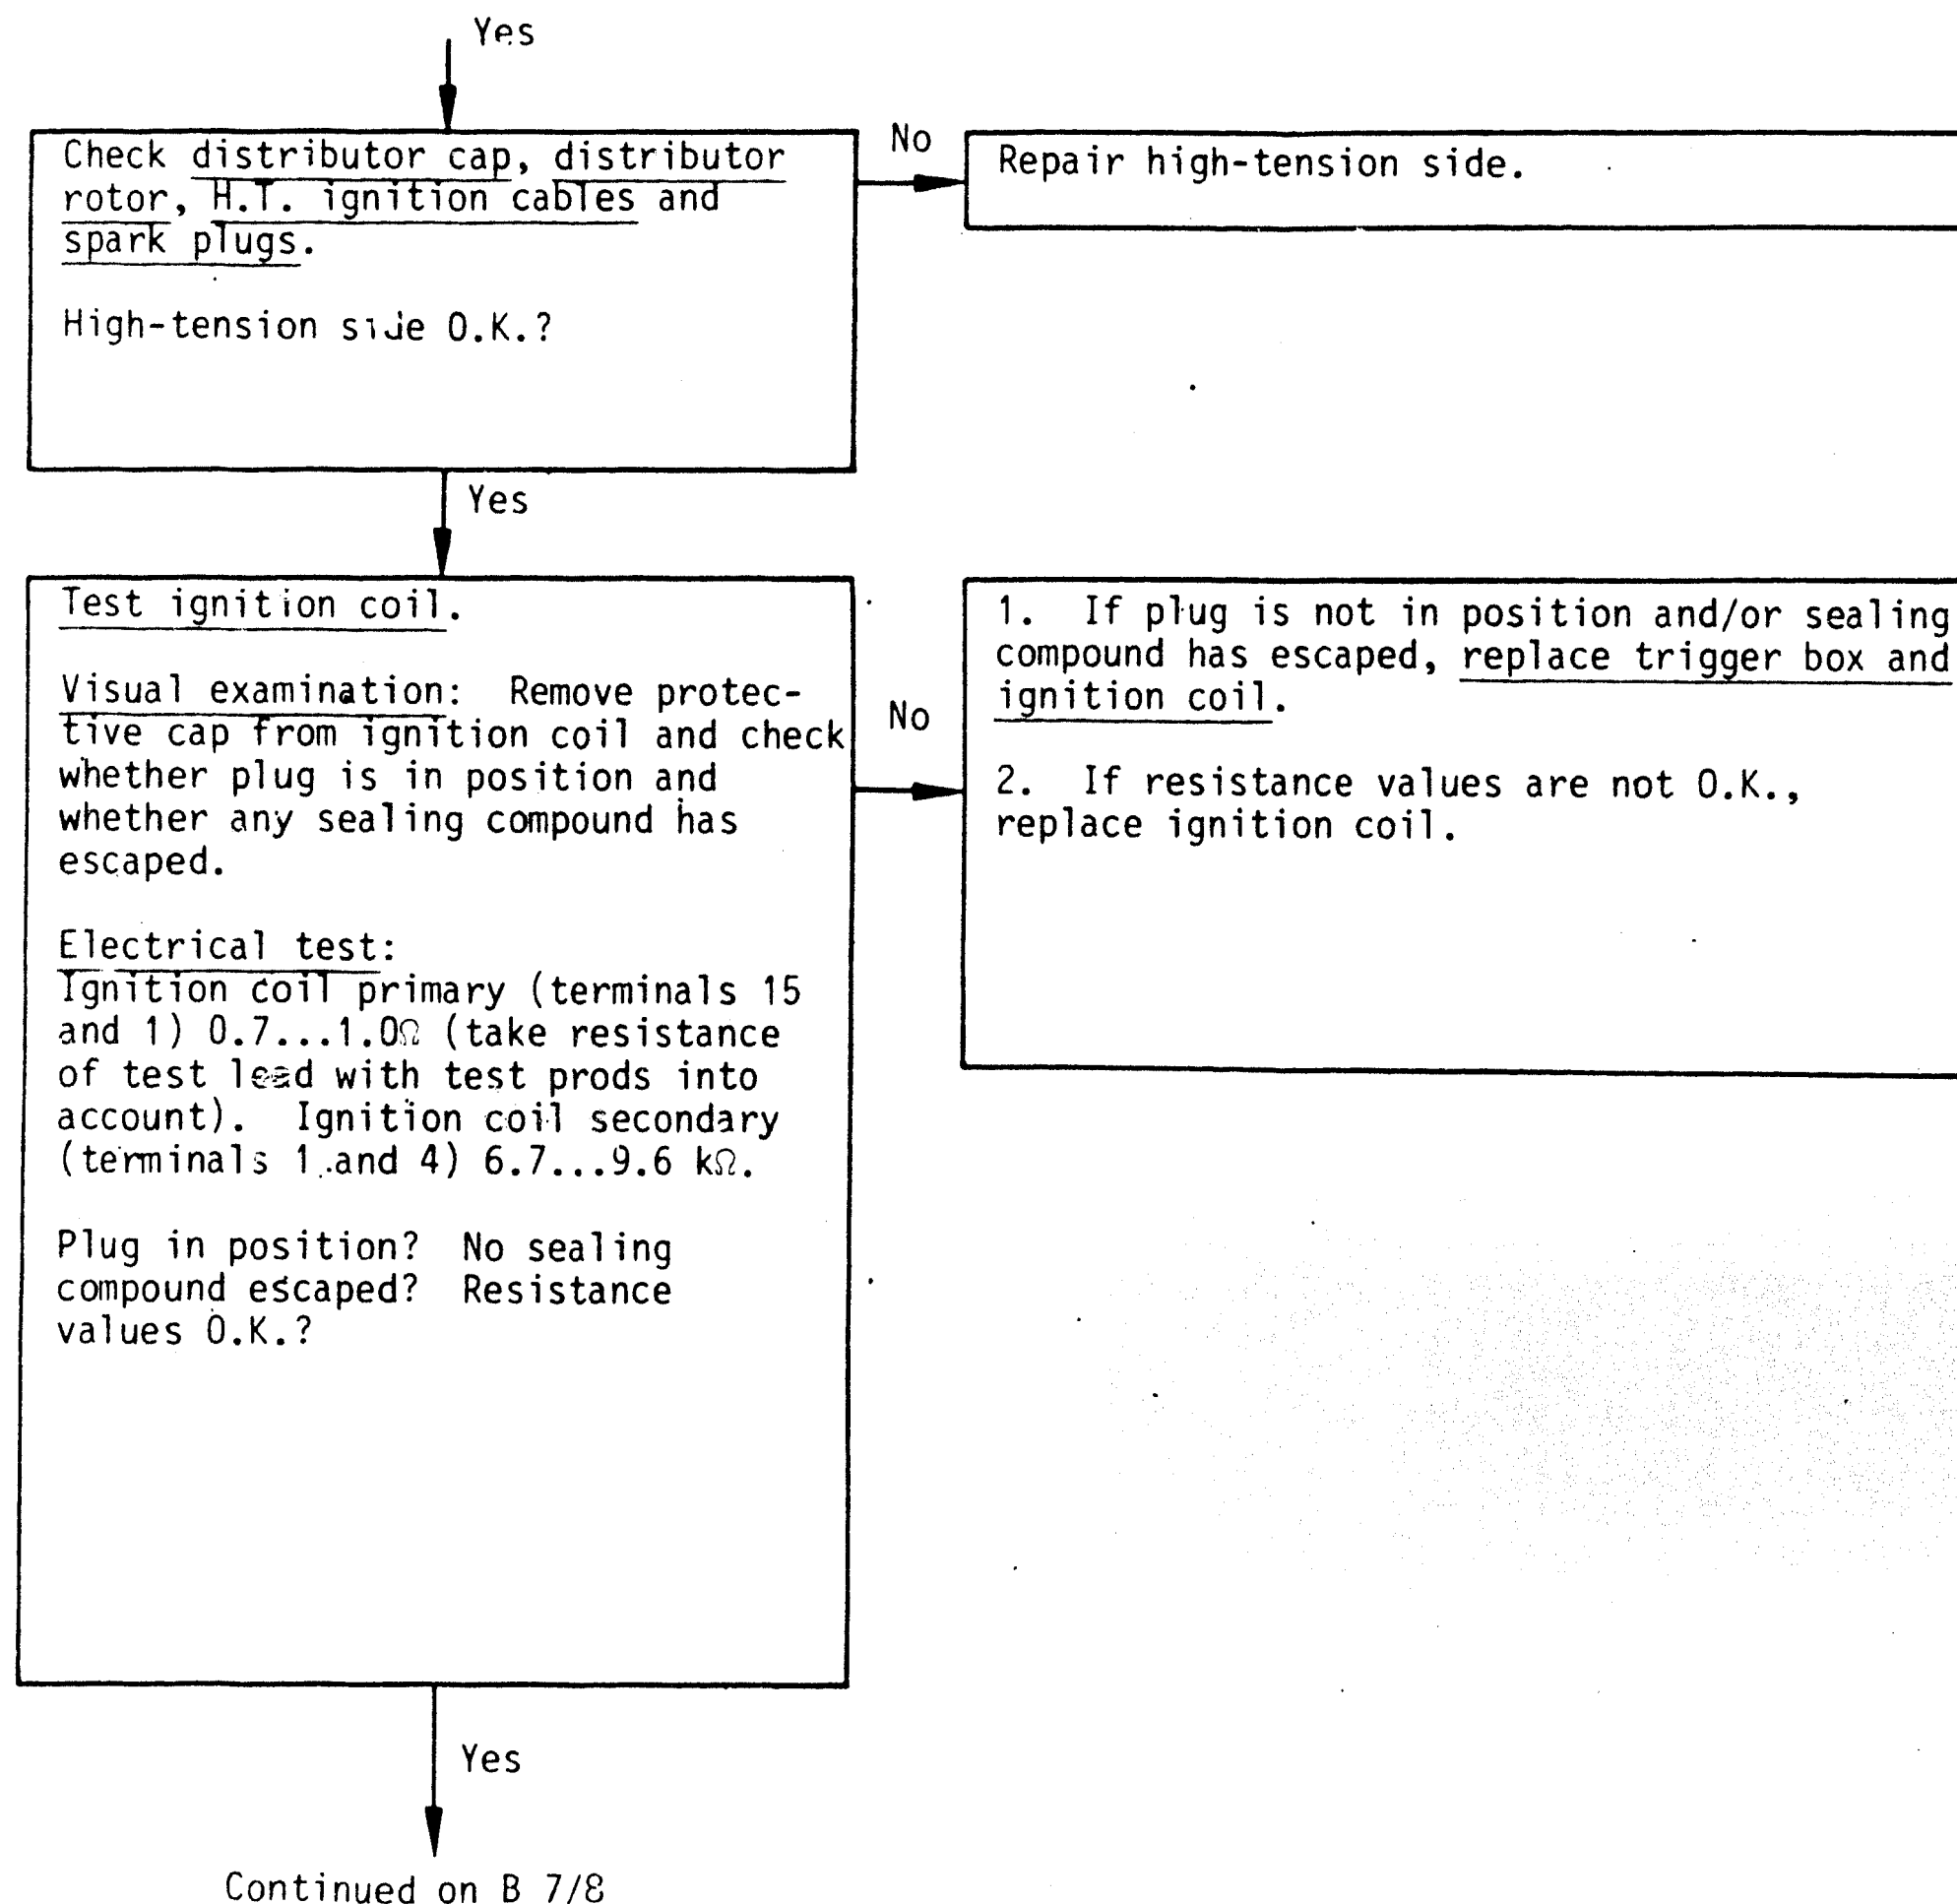 Yes
Check distributor cap, distributor
rotor, H.T. ignition cables and
spark plugs.
High-tension side O.K.?
No
Repair high-tension side.
Yes
Test ignition coil.
Visual examination: Remove protec-
tive cap from ignition coil and check
whether plug is in position and
whether any sealing compound has
escaped.
Electrical test:
Ignition coil primary (terminals 15
and 1) 0.7...1.0Ω (take resistance
of test lead with test prods into
account). Ignition coil secondary
(terminals 1 and 4) 6.7...9.6 kΩ.
Plug in position? No sealing
compound escaped? Resistance
values O.K.?
No
1. If plug is not in position and/or sealing
compound has escaped, replace trigger box and
ignition coil.
2. If resistance values are not O.K.,
replace ignition coil.
Yes
Continued on B 7/8